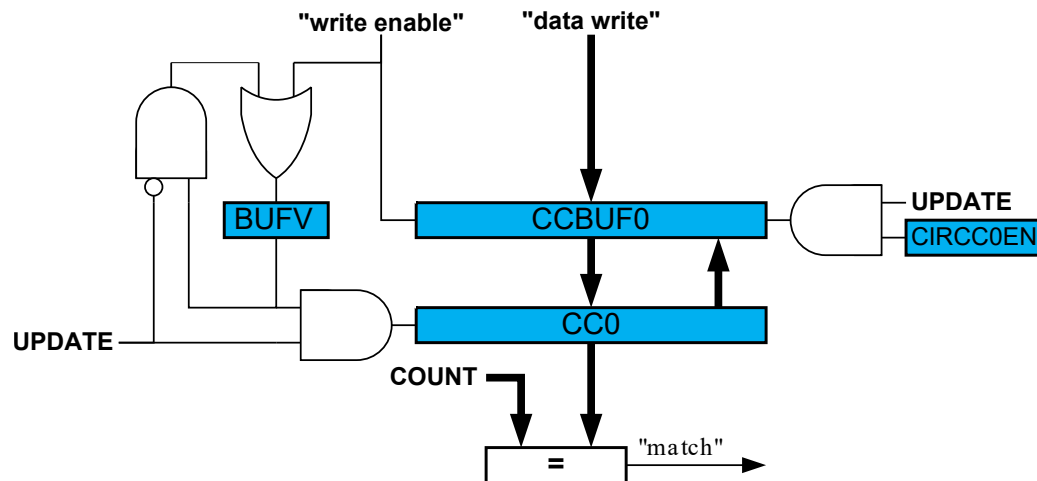 "write enable"
"data write"
BUFV
CCBUF0
UPDATE
CIRCC0EN
UPDATE
CC0
COUNT
=
"match"